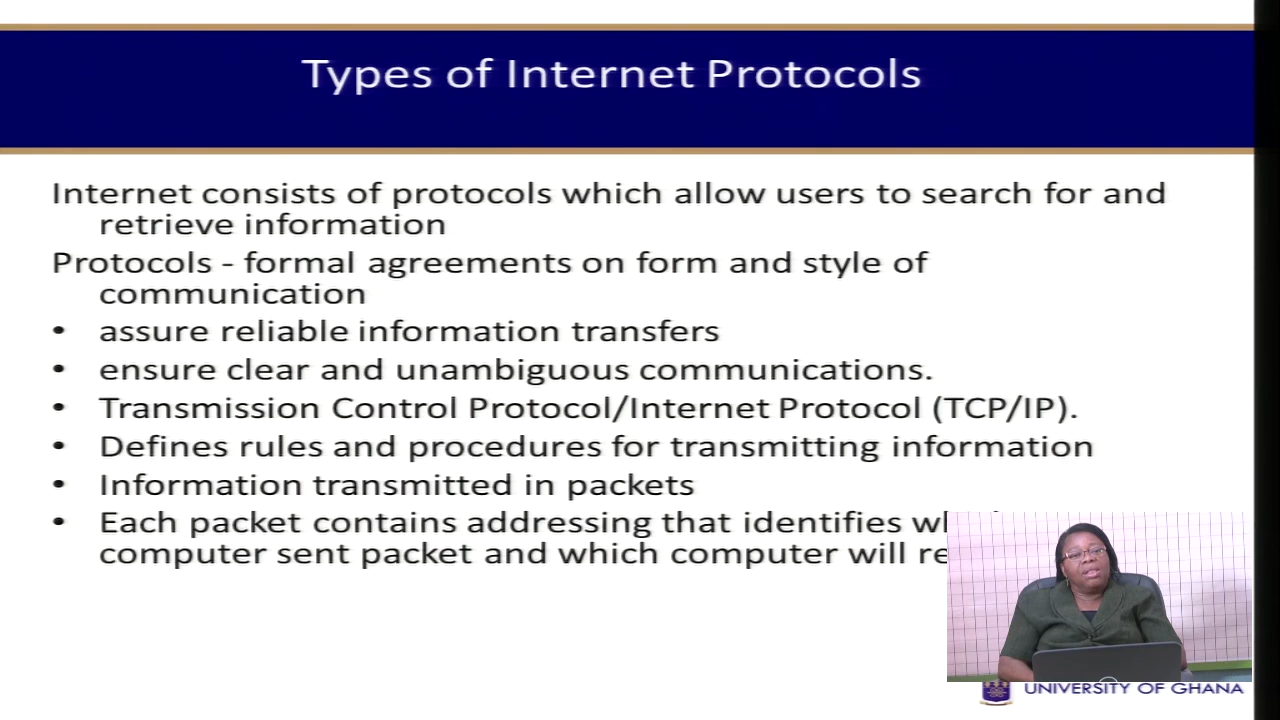 Types of Internet Protocols
Internet consists of protocols which allow users to search for and
retrieve information
Protocols - formal agreements on form and style of
communication
• assure reliable information transfers
• ensure clear and unambiguous communications.
• Transmission Control Protocol/Internet Protocol (TCP/IP).
• Defines rules and procedures for transmitting information
• Information transmitted in packets
• Each packet contains addressing that identifies
computer sent packet and which computer will
UNIVERSITY OF GHANA